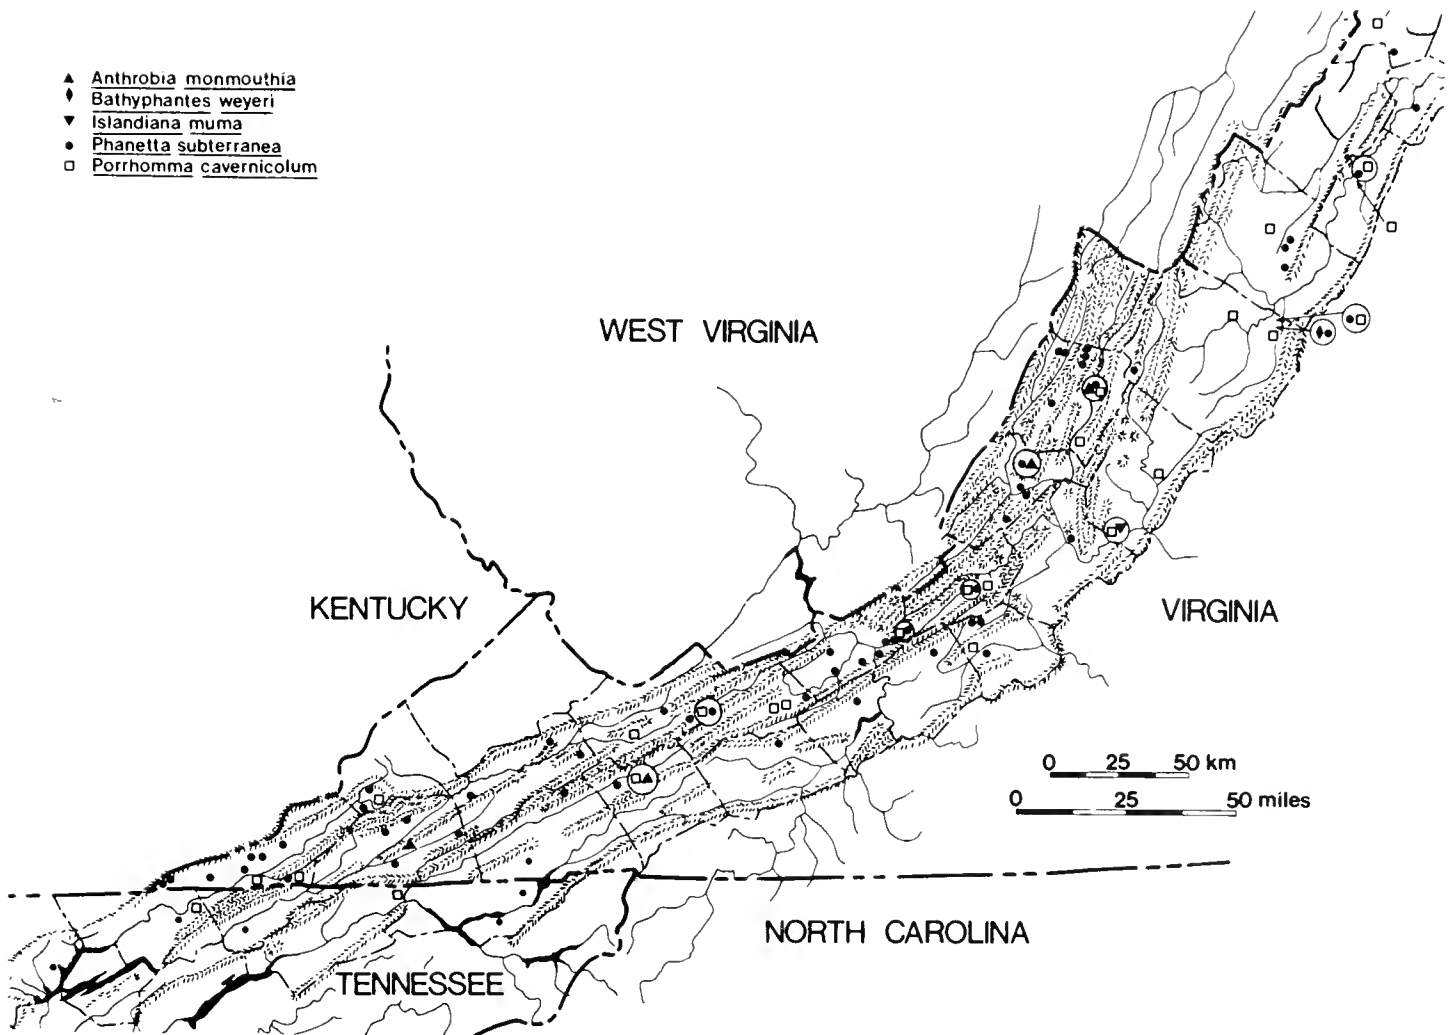 Anthrobia monmouthia
Bathyphantes weyeri
Islandiana muma
Phanetta subterranea
Porrhomma cavernicolum
WEST VIRGINIA
KENTUCKY
VIRGINIA
0 25 50 km
0 25 50 miles
NORTH CAROLINA
TENNESSEE